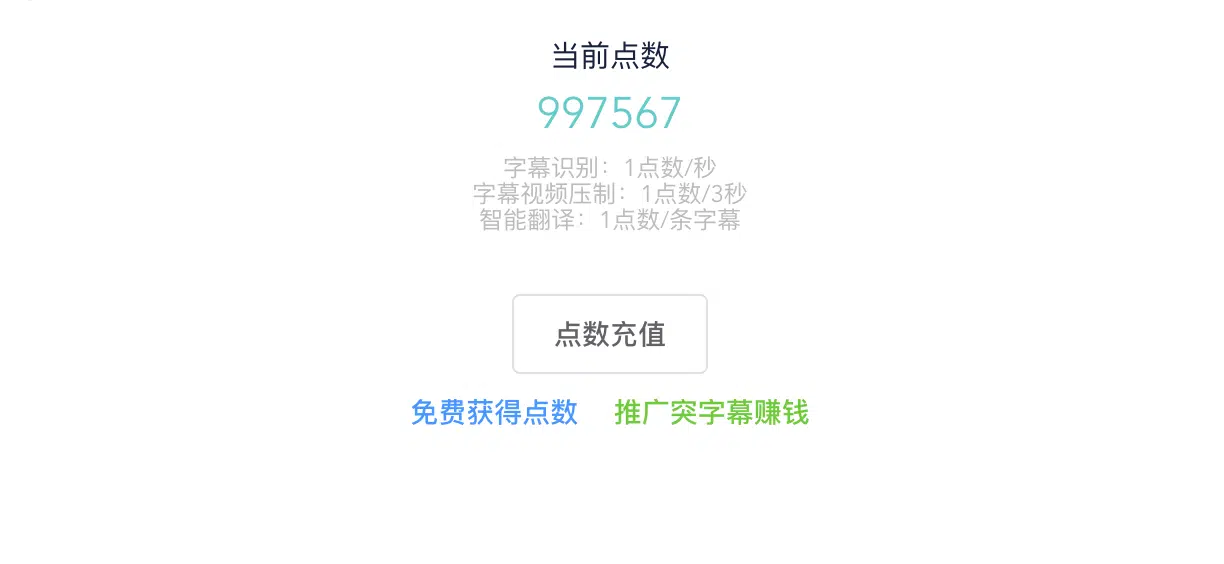 当前点数
997567
字幕识别：1点数/秒
字幕视频压制：1点数/3秒
智能翻译：1点数/条字幕
点数充值
免费获得点数 推广突字幕赚钱